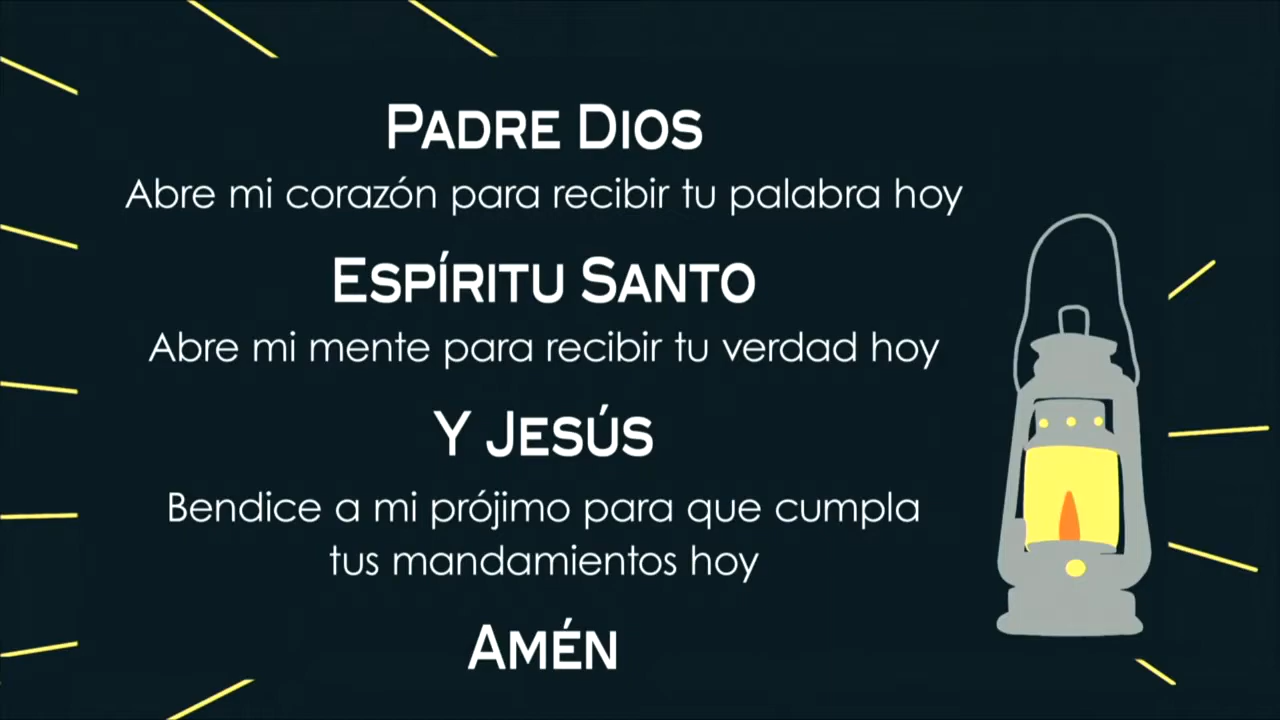 PADRE DIOS
Abre mi corazón para recibir tu palabra hoy
ESPÍRITU SANTO
Abre mi mente para recibir tu verdad hoy
Y JESÚS
Bendice a mi prójimo para que cumpla
tus mandamientos hoy
AMÉN